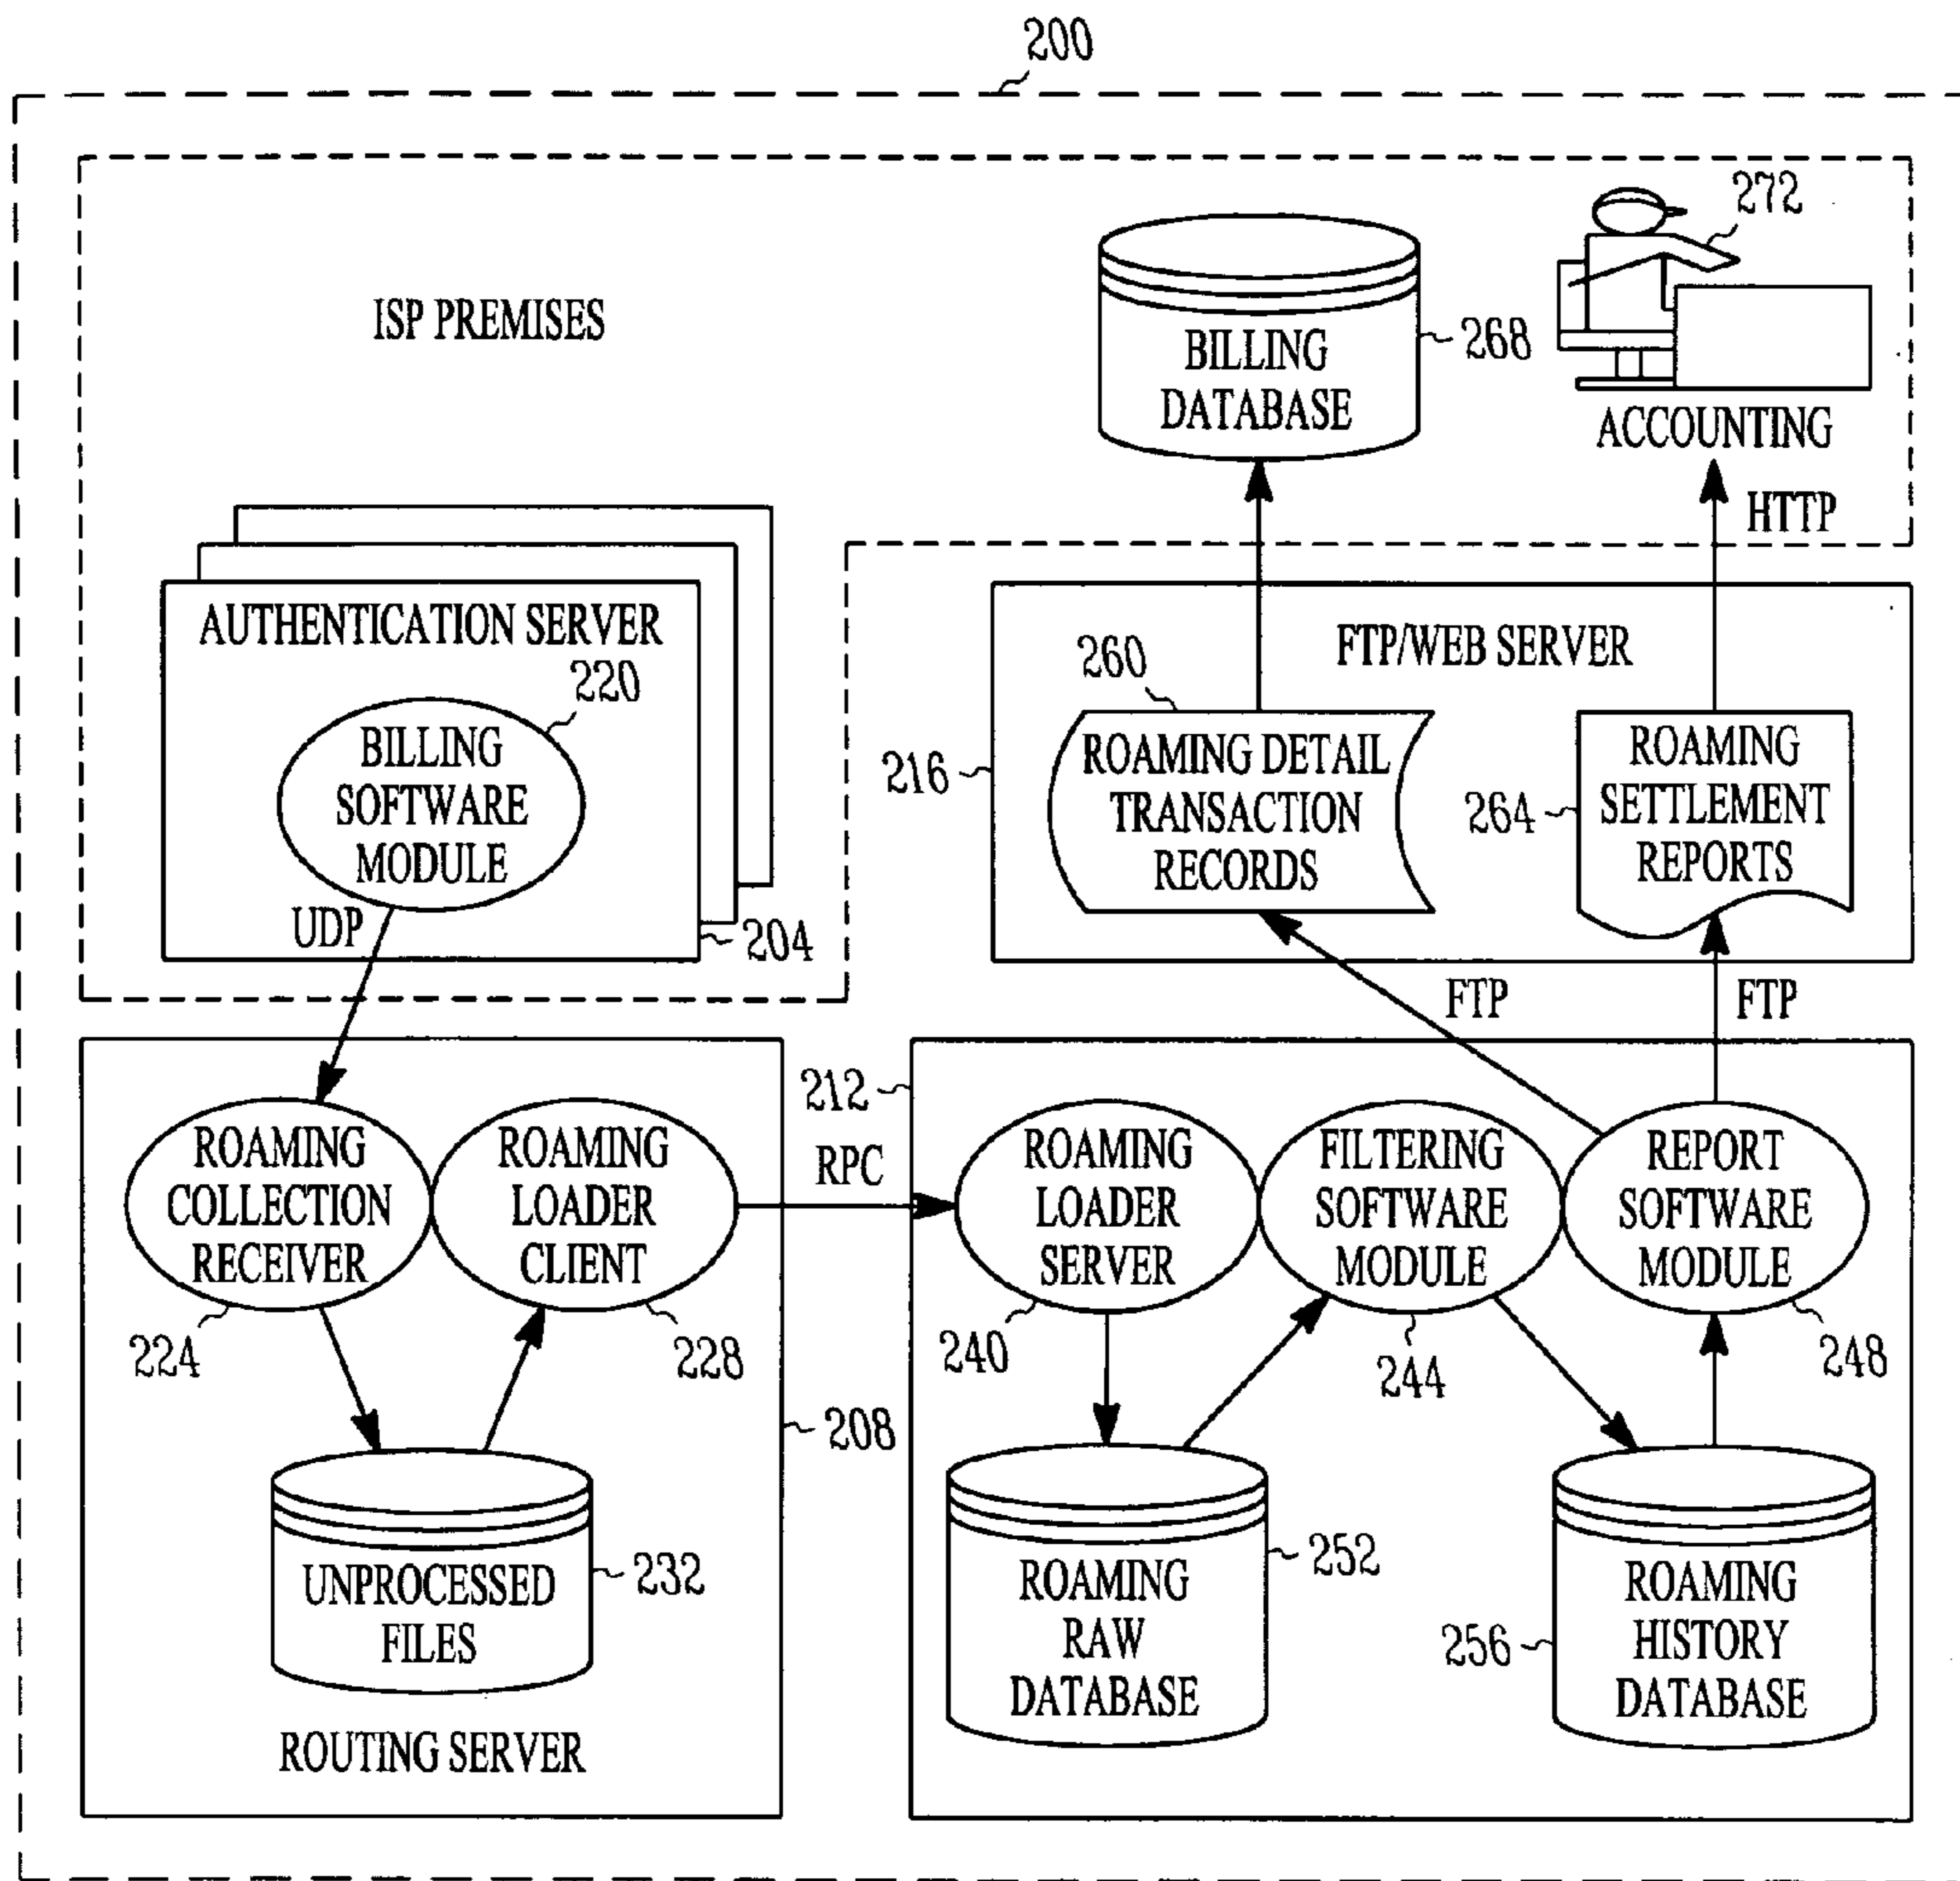 200
272
ISP PREMISES
BILLING
DATABASE
268
ACCOUNTING
HTTP
AUTHENTICATION SERVER
220
BILLING
SOFTWARE
MODULE
UDP
204
FTP/WEB SERVER
260
216
ROAMING DETAIL
TRANSACTION
RECORDS
264
ROAMING
SETTLEMENT
REPORTS
FTP
FTP
ROAMING
COLLECTION
RECEIVER
224
ROAMING
LOADER
CLIENT
228
RPC
212
208
UNPROCESSED
FILES
232
ROUTING SERVER
ROAMING
LOADER
SERVER
240
FILTERING
SOFTWARE
MODULE
244
REPORT
SOFTWARE
MODULE
248
ROAMING
RAW
DATABASE
252
256
ROAMING
HISTORY
DATABASE